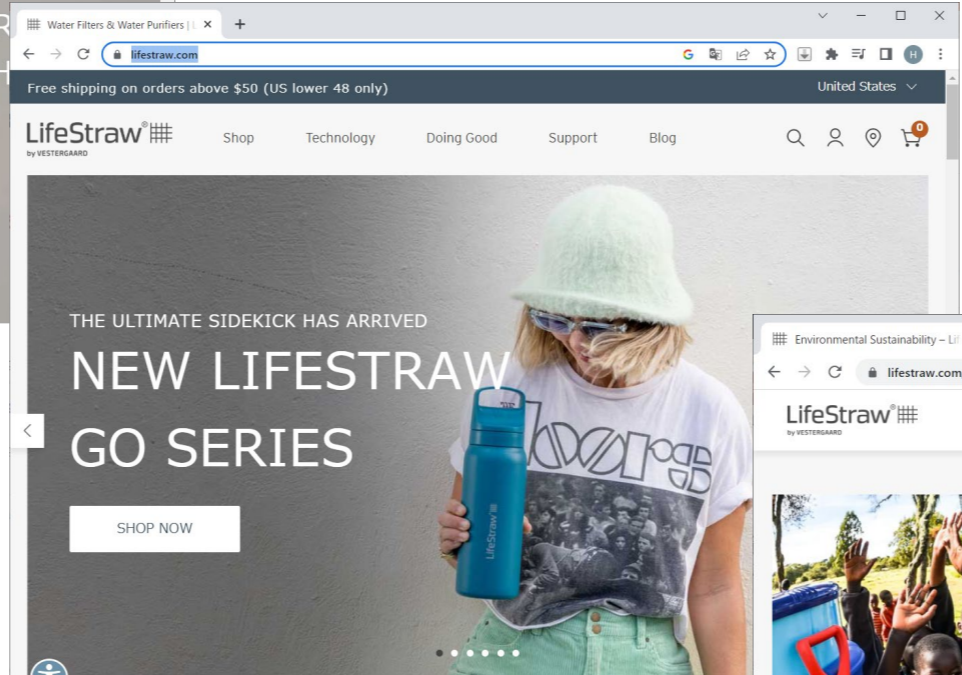 Water Filters & Water Purifiers | L
lifestraw.com
G
H
Free shipping on orders above $50 (US lower 48 only)
United States
LifeStraw®
by VESTERGAARD
Shop
Technology
Doing Good
Support
Blog
0
THE ULTIMATE SIDEKICK HAS ARRIVED
NEW LIFESTRAW
GO SERIES
SHOP NOW
LifeStraw
DOORS
Environmental Sustainability – Lif
lifestraw.com
LifeStraw®
by VESTERGAARD